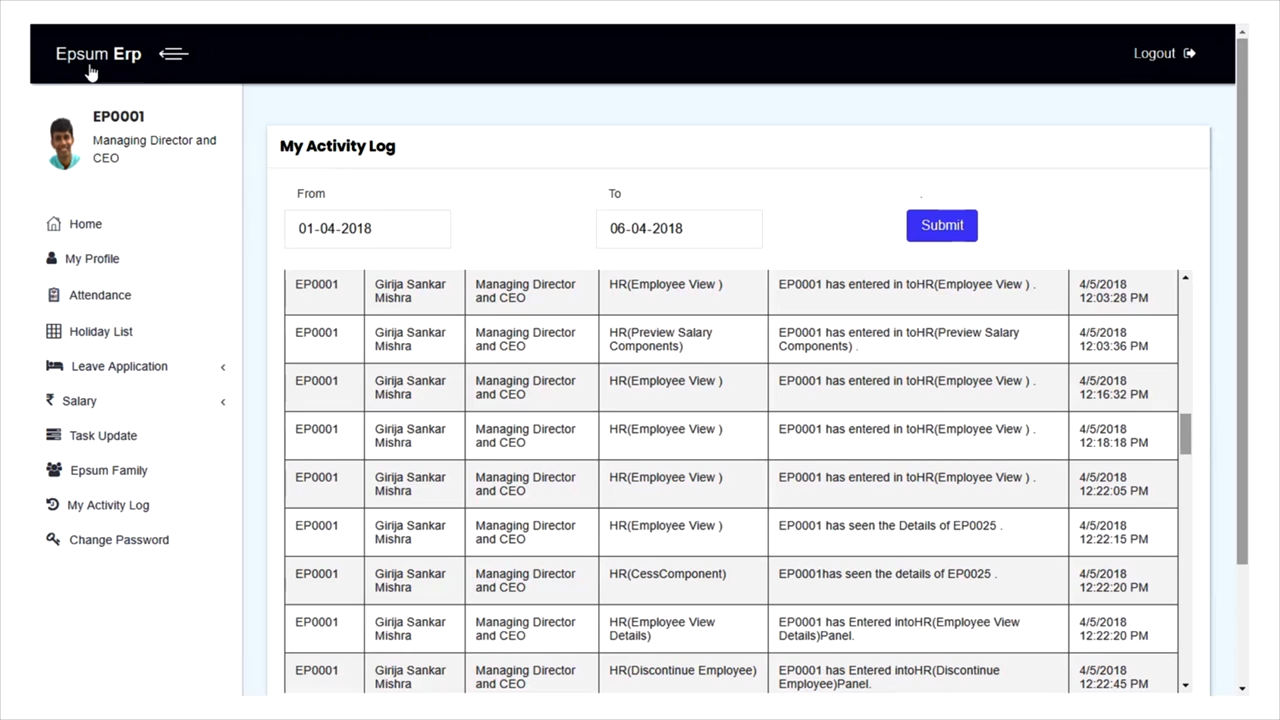 Epsum Erp
Logout
EP0001
Managing Director and
CEO
Home
My Profile
Attendance
Holiday List
Leave Application
Salary
Task Update
Epsum Family
My Activity Log
Change Password
My Activity Log
From
To
.
01-04-2018
06-04-2018
Submit
EP0001 Girija Sankar Managing Director HR(Employee View ) EP0001 has entered in toHR(Employee View ) . 4/5/2018
Mishra and CEO 12:03:28 PM
EP0001 Girija Sankar Managing Director HR(Preview Salary EP0001 has entered in toHR(Preview Salary 4/5/2018
Mishra and CEO Components) Components) . 12:03:36 PM
EP0001 Girija Sankar Managing Director HR(Employee View ) EP0001 has entered in toHR(Employee View ) . 4/5/2018
Mishra and CEO 12:16:32 PM
EP0001 Girija Sankar Managing Director HR(Employee View ) EP0001 has entered in toHR(Employee View ) . 4/5/2018
Mishra and CEO 12:18:18 PM
EP0001 Girija Sankar Managing Director HR(Employee View ) EP0001 has entered in toHR(Employee View ) . 4/5/2018
Mishra and CEO 12:22:05 PM
EP0001 Girija Sankar Managing Director HR(Employee View ) EP0001 has seen the Details of EP0025 . 4/5/2018
Mishra and CEO 12:22:15 PM
EP0001 Girija Sankar Managing Director HR(CessComponent) EP0001has seen the details of EP0025 . 4/5/2018
Mishra and CEO 12:22:20 PM
EP0001 Girija Sankar Managing Director HR(Employee View EP0001 has Entered intoHR(Employee View 4/5/2018
Mishra and CEO Details) Details)Panel. 12:22:20 PM
EP0001 Girija Sankar Managing Director HR(Discontinue Employee) EP0001 has Entered intoHR(Discontinue 4/5/2018
Mishra and CEO Employee)Panel. 12:22:45 PM